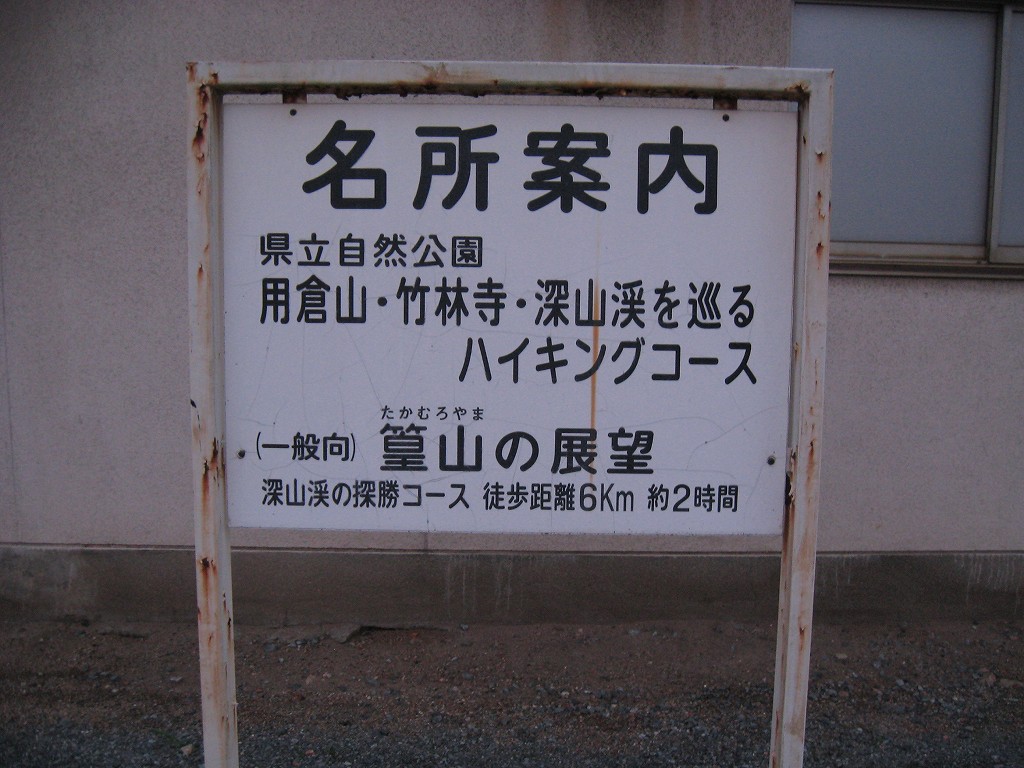 名所案内
県立自然公園
用倉山・竹林寺・深山渓を巡る
ハイキングコース
たかむろやま
(一般向) 篁山の展望
深山渓の探勝コース 徒歩距離6Km 約2時間